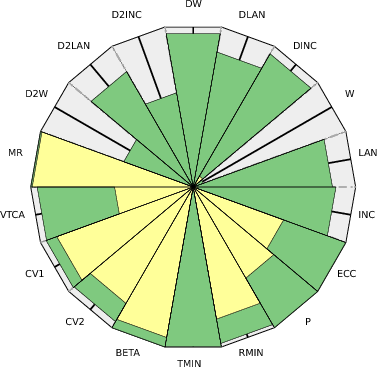 DW
D2INC
DLAN
D2LAN
DINC
D2W
W
MR
LAN
VTCA
INC
CV1
ECC
CV2
P
BETA
RMIN
TMIN